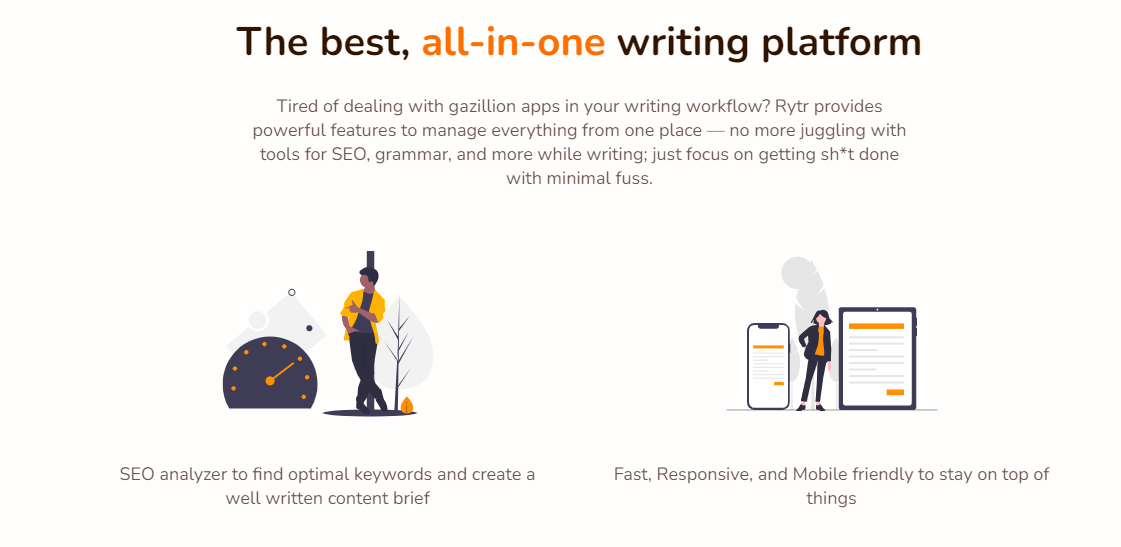 The best, all-in-one writing platform
Tired of dealing with gazillion apps in your writing workflow? Rytr provides
powerful features to manage everything from one place — no more juggling with
tools for SEO, grammar, and more while writing; just focus on getting sh*t done
with minimal fuss.
SEO analyzer to find optimal keywords and create a
well written content brief
Fast, Responsive, and Mobile friendly to stay on top of
things